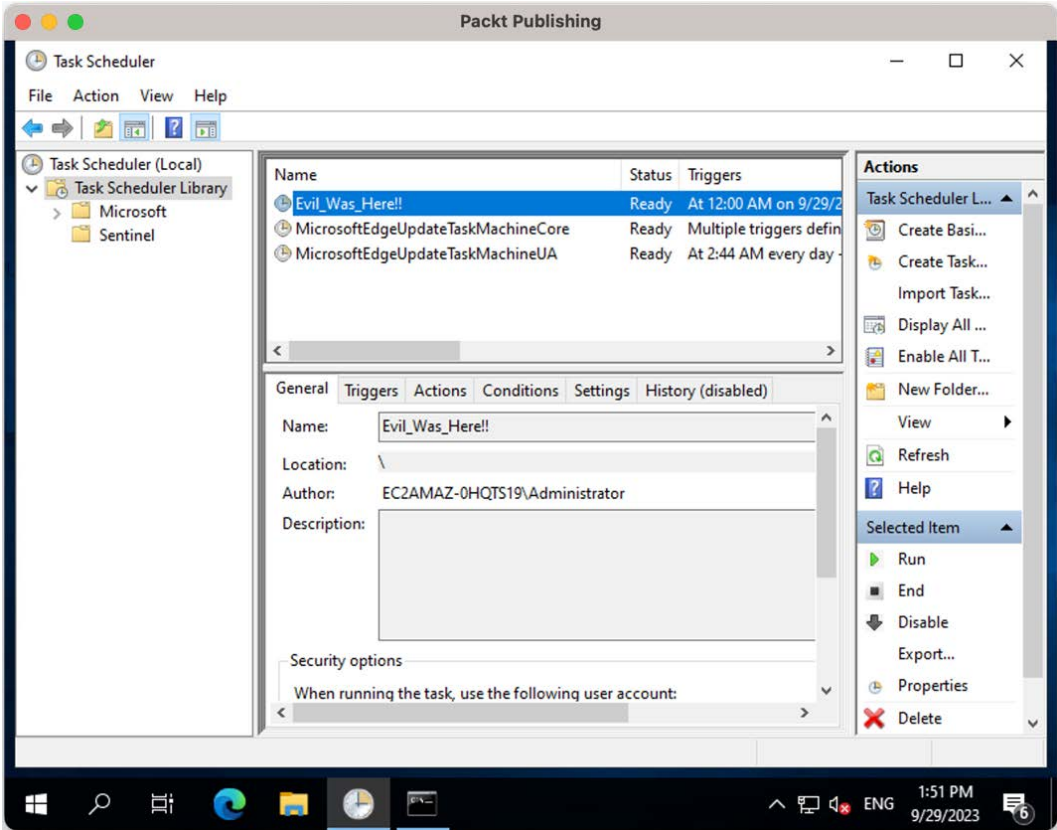 Packt Publishing
Task Scheduler
File Action View Help
Task Scheduler (Local)
Task Scheduler Library
Microsoft
Sentinel
Name Status Triggers
Evil_Was_Here!! Ready At 12:00 AM on 9/29/2
MicrosoftEdgeUpdateTaskMachineCore Ready Multiple triggers defin
MicrosoftEdgeUpdateTaskMachineUA Ready At 2:44 AM every day -
General Triggers Actions Conditions Settings History (disabled)
Name: Evil_Was_Here!!
Location: \
Author: EC2AMAZ-0HQTS19\Administrator
Description:
Security options
When running the task, use the following user account:
Actions
Task Scheduler L...
Create Basi...
Create Task...
Import Task...
Display All ...
Enable All T...
New Folder...
View
Refresh
Help
Selected Item
Run
End
Disable
Export...
Properties
Delete
ENG
1:51 PM
9/29/2023
6